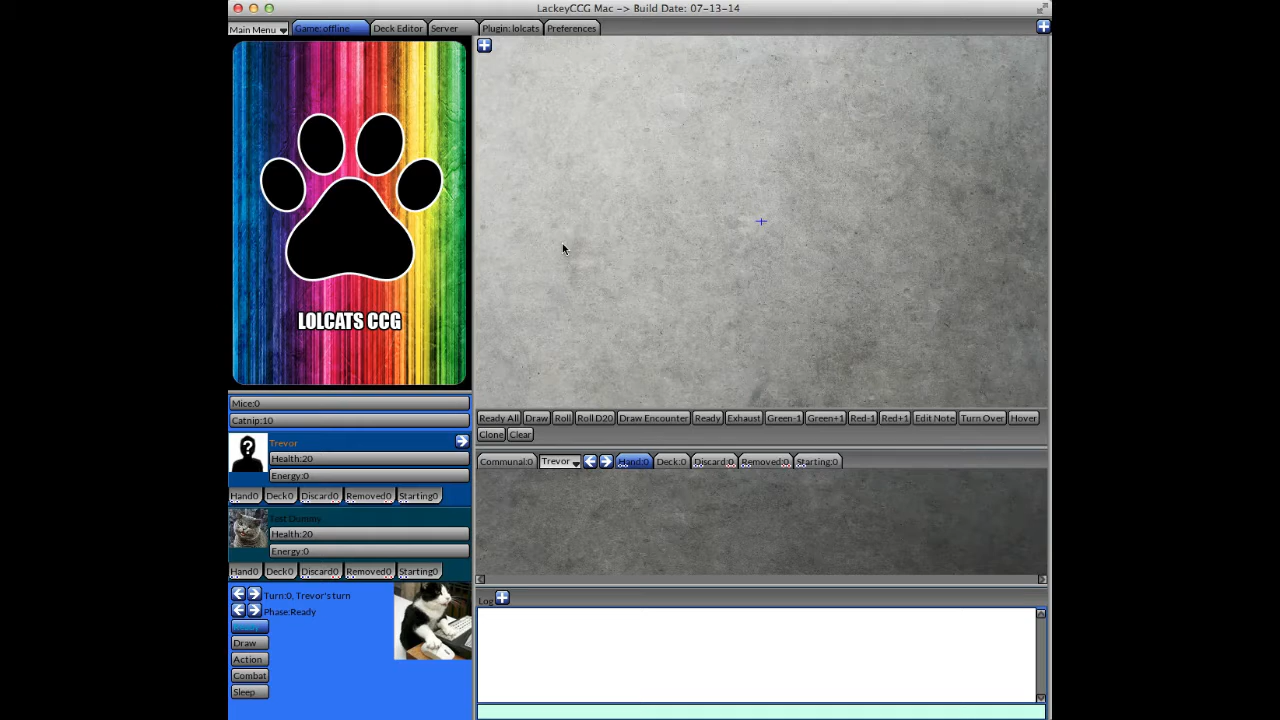 LackeyCCG Mac -> Build Date: 07-13-14
Main Menu
Game: offline
Deck Editor
Server
Plugin: lolcats
Preferences
LOLCATS CCG
Mice:0
Catnip:10
Trevor
Health:20
Energy:0
Hand0
Deck0
Discard0
Removed0
Starting0
Test Dummy
Health:20
Energy:0
Hand0
Deck0
Discard0
Removed0
Starting0
Turn:0, Trevor's turn
Phase:Ready
Draw
Action
Combat
Sleep
Ready All
Draw
Roll
Roll D20
Draw Encounter
Ready
Exhaust
Green-1
Green+1
Red-1
Red+1
Edit Note
Turn Over
Hover
Clone
Clear
Communal:0
Trevor
Hand:0
Deck:0
Discard:0
Removed:0
Starting:0
Log